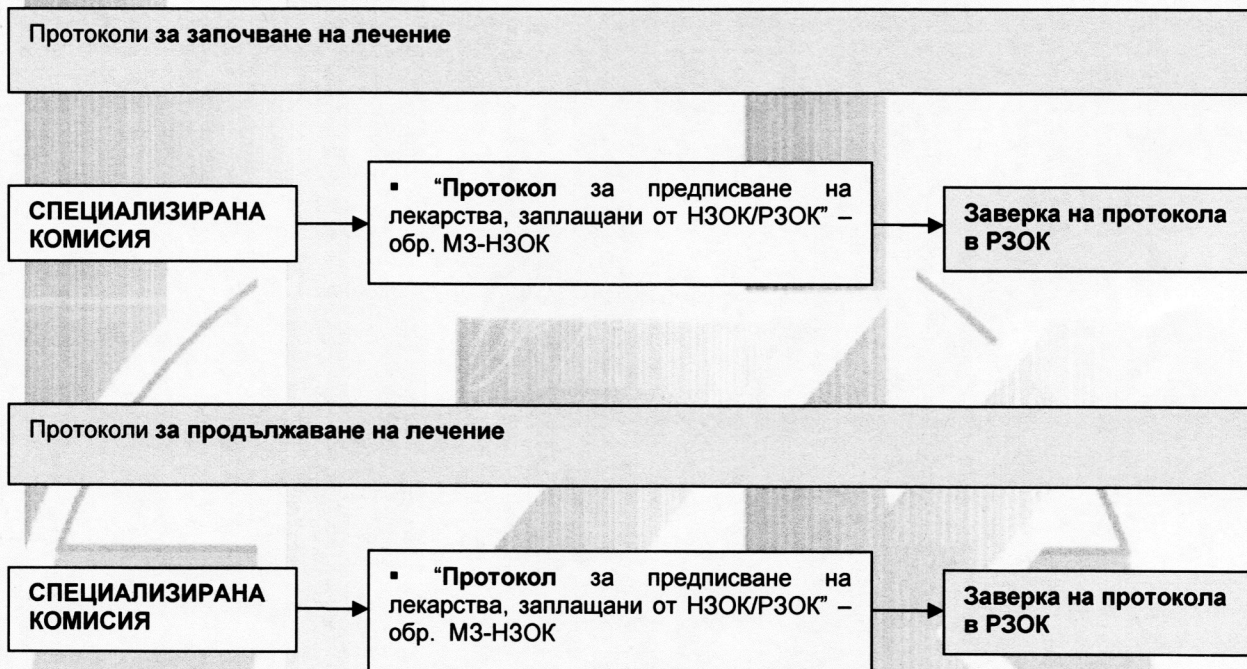 Протоколи за започване на лечение
СПЕЦИАЛИЗИРАНА
КОМИСИЯ
▪ “Протокол за предписване на
лекарства, заплащани от НЗОК/РЗОК” –
обр. МЗ-НЗОК
Заверка на протокола
в РЗОК
Протоколи за продължаване на лечение
СПЕЦИАЛИЗИРАНА
КОМИСИЯ
▪ “Протокол за предписване на
лекарства, заплащани от НЗОК/РЗОК” –
обр. МЗ-НЗОК
Заверка на протокола
в РЗОК